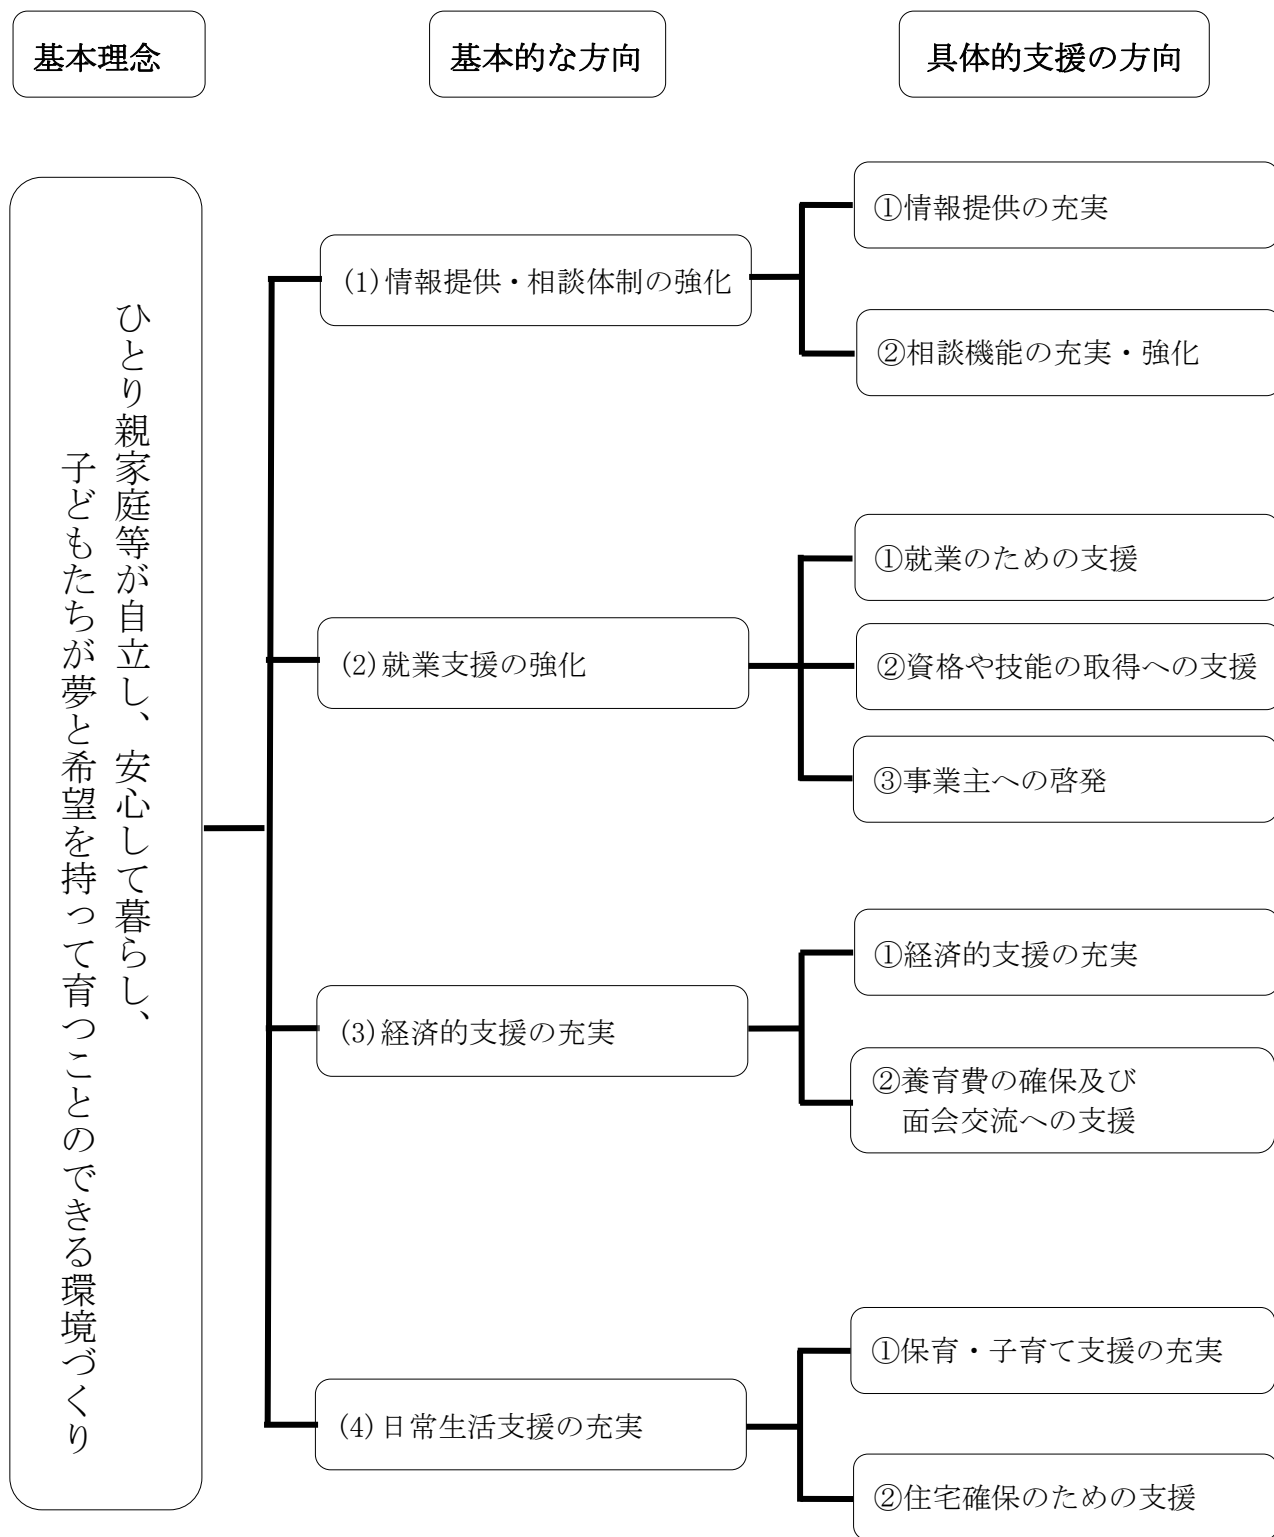 基本理念
基本的な方向
具体的支援の方向
ひとり親家庭等が自立し、安心して暮らし、
子どもたちが夢と希望を持って育つことのできる環境づくり
(1)情報提供・相談体制の強化
①情報提供の充実
②相談機能の充実・強化
(2)就業支援の強化
①就業のための支援
②資格や技能の取得への支援
③事業主への啓発
(3)経済的支援の充実
①経済的支援の充実
②養育費の確保及び
面会交流への支援
(4)日常生活支援の充実
①保育・子育て支援の充実
②住宅確保のための支援